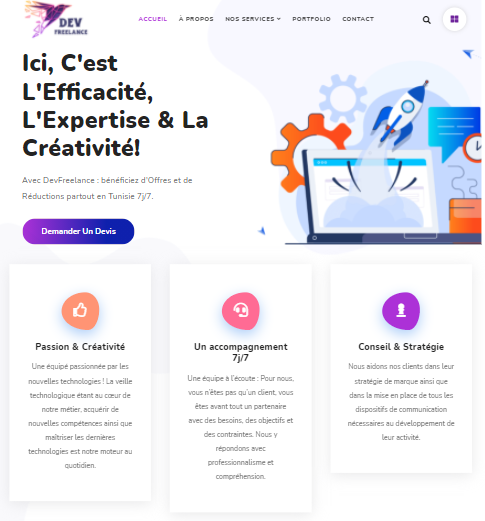 DEV
FREELANCE
ACCUEIL À PROPOS NOS SERVICES PORTFOLIO CONTACT
Ici, C'est
L'Efficacité,
L'Expertise & La
Créativité!
Avec DevFreelance : bénéficiez d'Offres et de
Réductions partout en Tunisie 7j/7.
Demander Un Devis
Passion & Créativité
Une équipé passionnée par les
nouvelles technologies ! La veille
technologique étant au cœur de
notre métier, acquérir de
nouvelles compétences ainsi que
maîtriser les dernières
technologies est notre moteur au
quotidien.
Un accompagnement
7j/7
Une équipe à l'écoute : Pour nous,
vous n'êtes pas qu'un client, vous
êtes avant tout un partenaire
avec des besoins, des objectifs et
des contraintes. Nous y
répondons avec
professionnalisme et
compréhension.
Conseil & Stratégie
Nous aidons nos clients dans leur
stratégie de marque ainsi que
dans la mise en place de tous les
dispositifs de communication
nécessaires au développement de
leur activité.